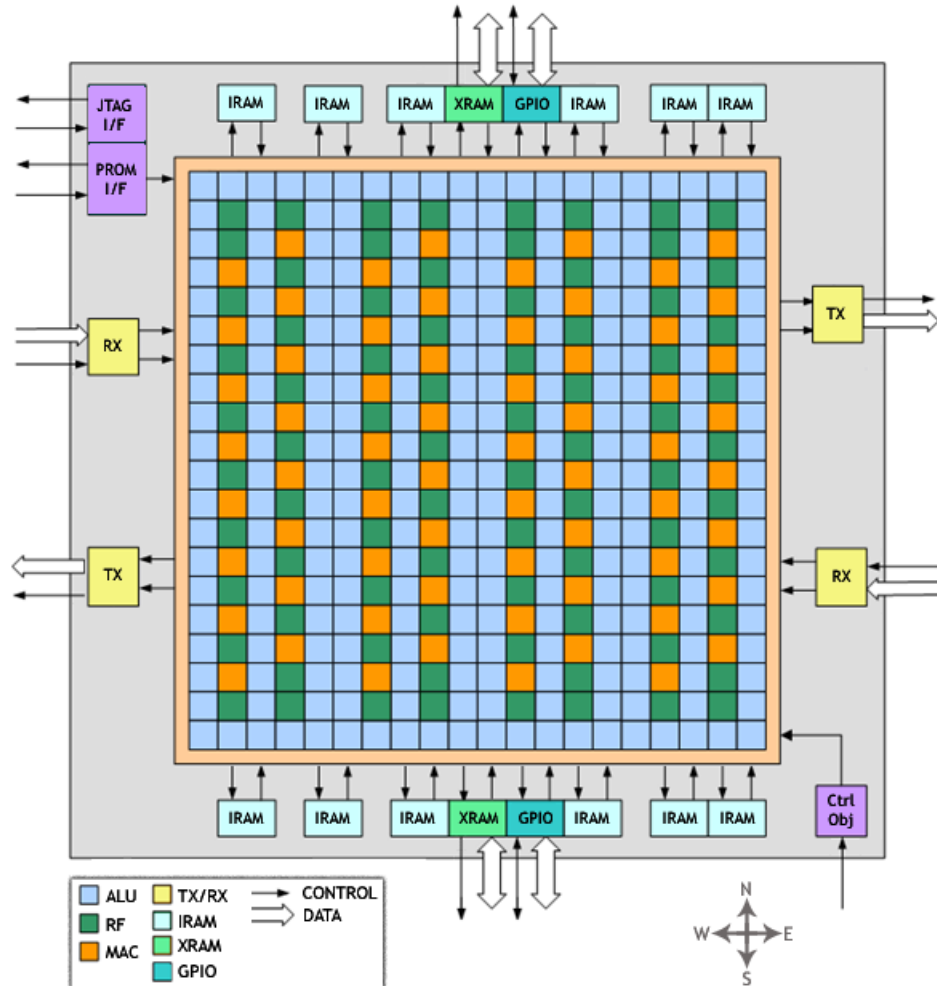 IRAM IRAM IRAM XRAM GPIO IRAM IRAM IRAM
JTAG
I/F
PROM
I/F
TX
RX
TX
RX
IRAM IRAM IRAM XRAM GPIO IRAM IRAM IRAM
Ctrl
Obj
ALU
RF
MAC
TX/RX
IRAM
XRAM
GPIO
CONTROL
DATA
N
W E
S